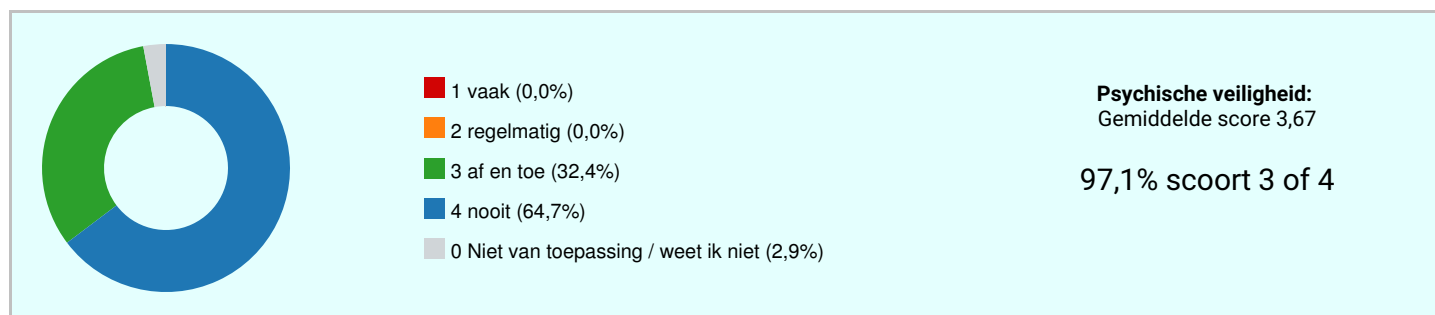 1 vaak (0,0%)
2 regelmatig (0,0%)
3 af en toe (32,4%)
4 nooit (64,7%)
0 Niet van toepassing / weet ik niet (2,9%)
Psychische veiligheid:
Gemiddelde score 3,67
97,1% scoort 3 of 4